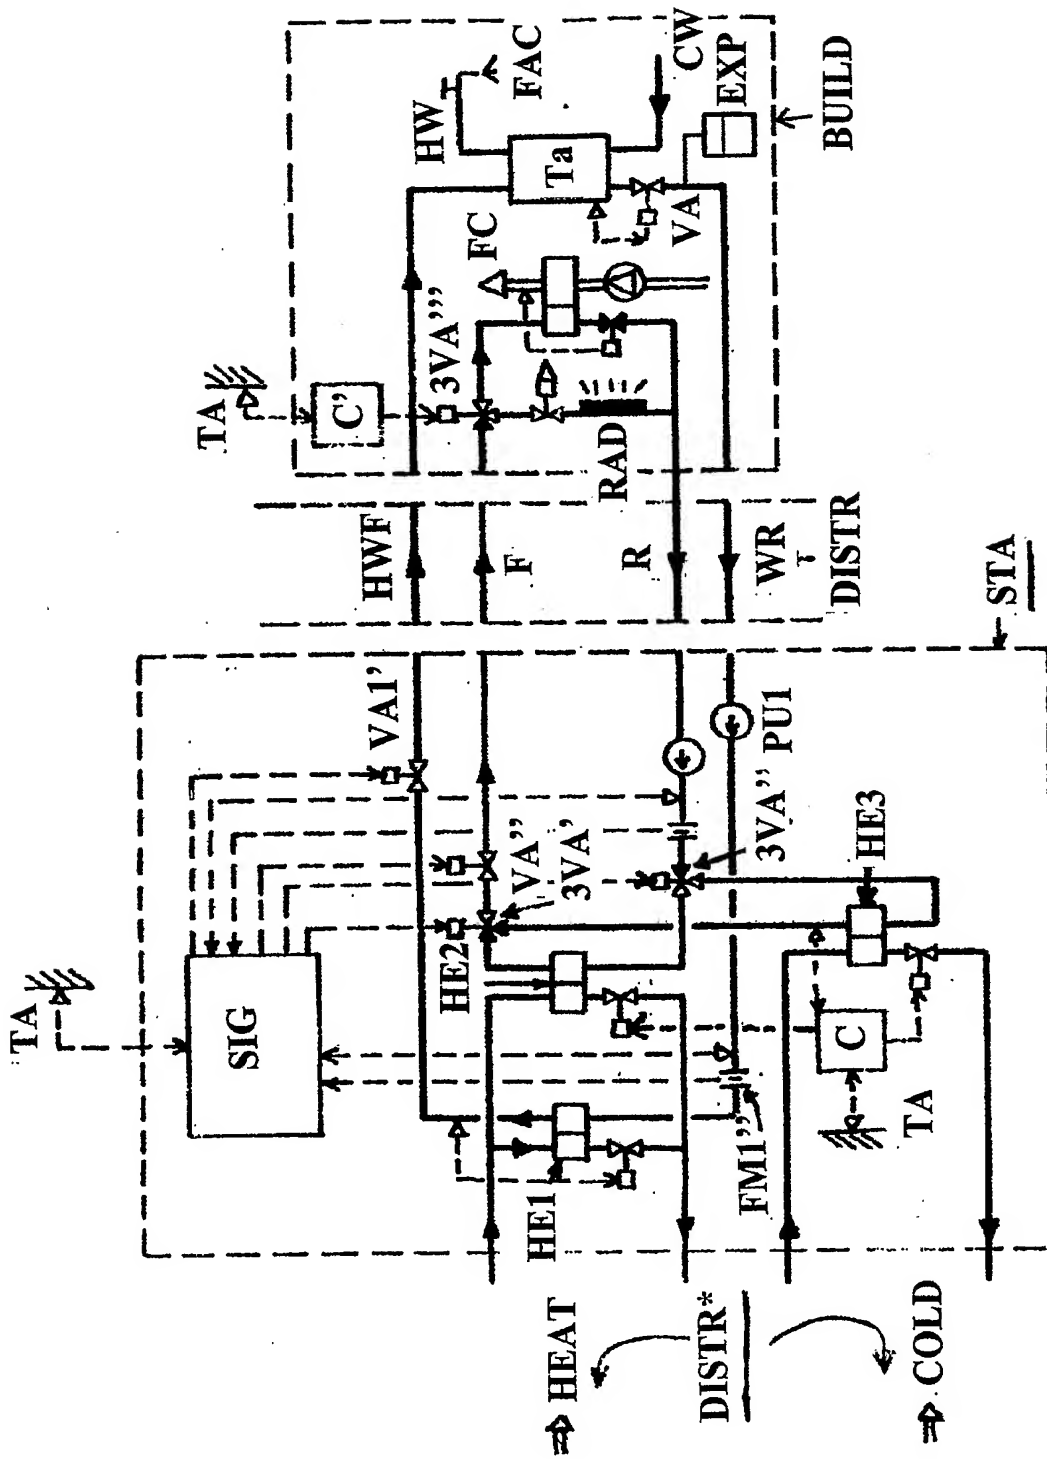 TA
SIG
VA1'
HE2
VA''
3VA'
3VA''
PU1
HE1
FM1''
C
TA
HE3
STA
HEAT
DISTR*
COLD
HWF
F
R
WR
DISTR
TA
C'
3VA'''
FC
RAD
HW
FAC
Ta
VA
CW
EXP
BUILD